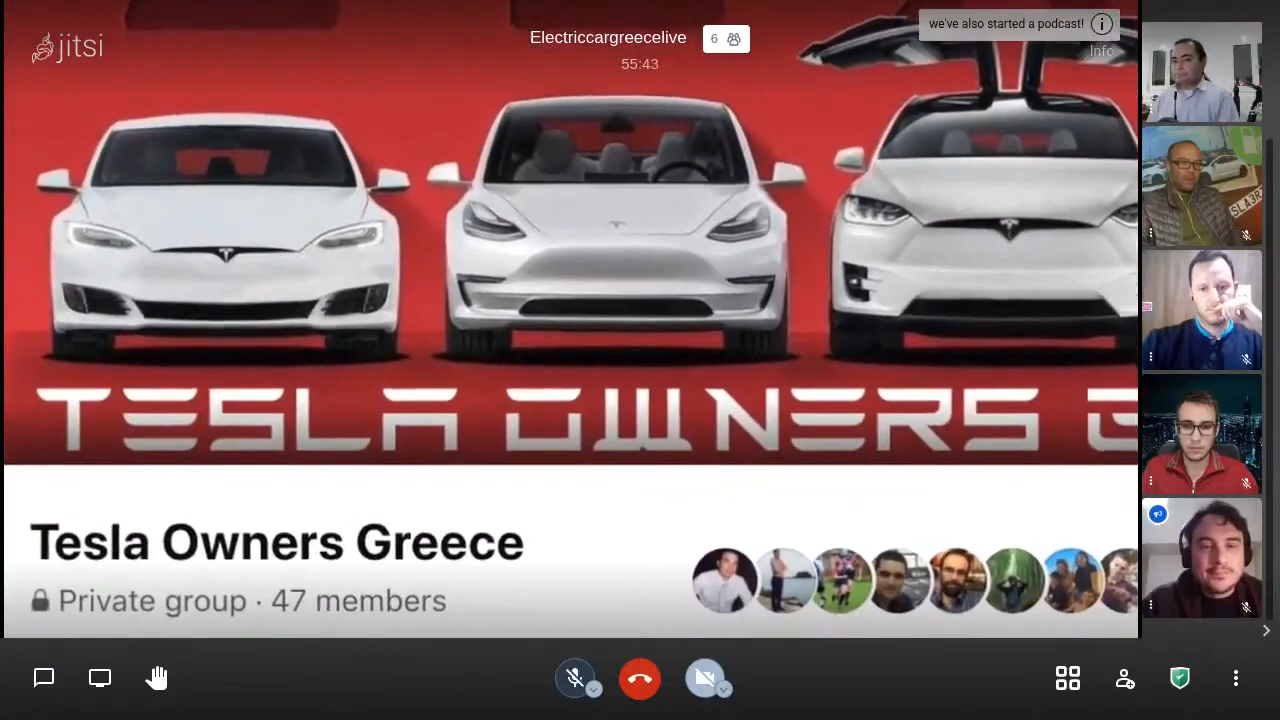 jitsi
Electriccargreecelive
6
55:43
we've also started a podcast!
Info
TESLA OWNERS G
SLA3R
Tesla Owners Greece
Private group · 47 members